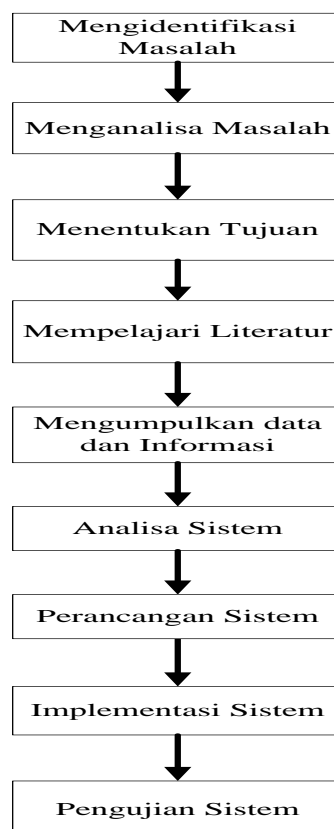 Mengidentifikasi
Masalah
Menganalisa Masalah
Menentukan Tujuan
Mempelajari Literatur
Mengumpulkan data
dan Informasi
Analisa Sistem
Perancangan Sistem
Implementasi Sistem
Pengujian Sistem